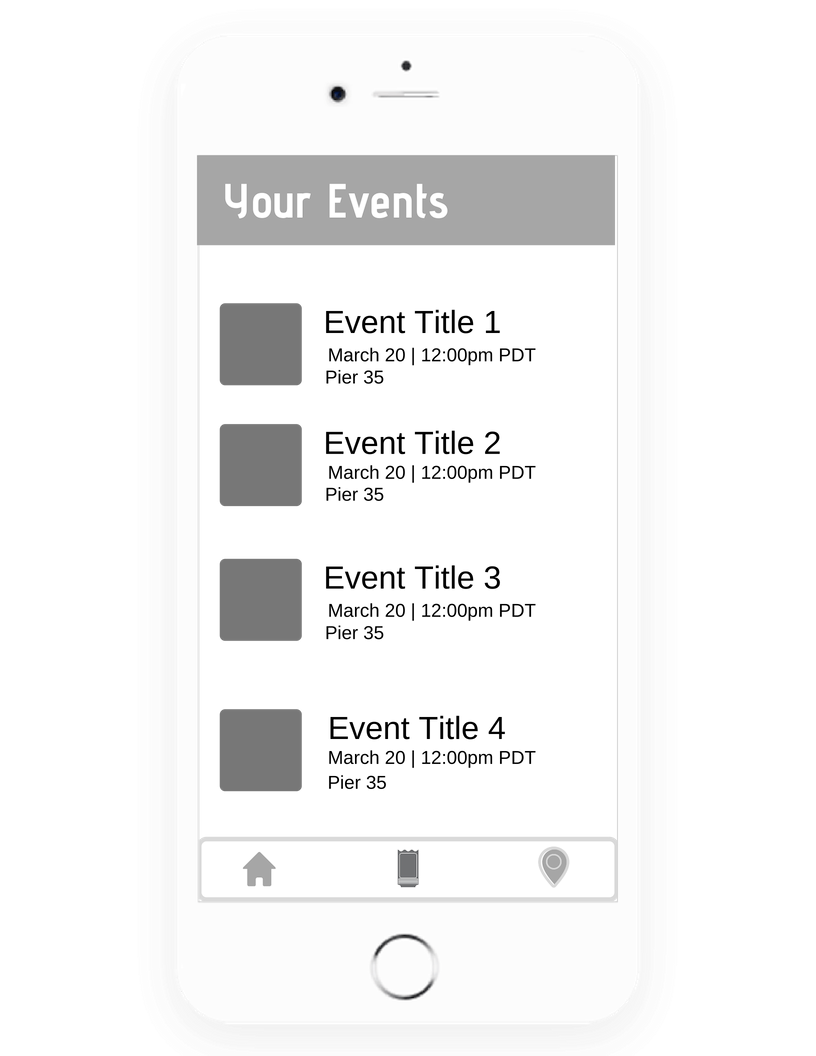 Your Events
Event Title 1
March 20 | 12:00pm PDT
Pier 35
Event Title 2
March 20 | 12:00pm PDT
Pier 35
Event Title 3
March 20 | 12:00pm PDT
Pier 35
Event Title 4
March 20 | 12:00pm PDT
Pier 35